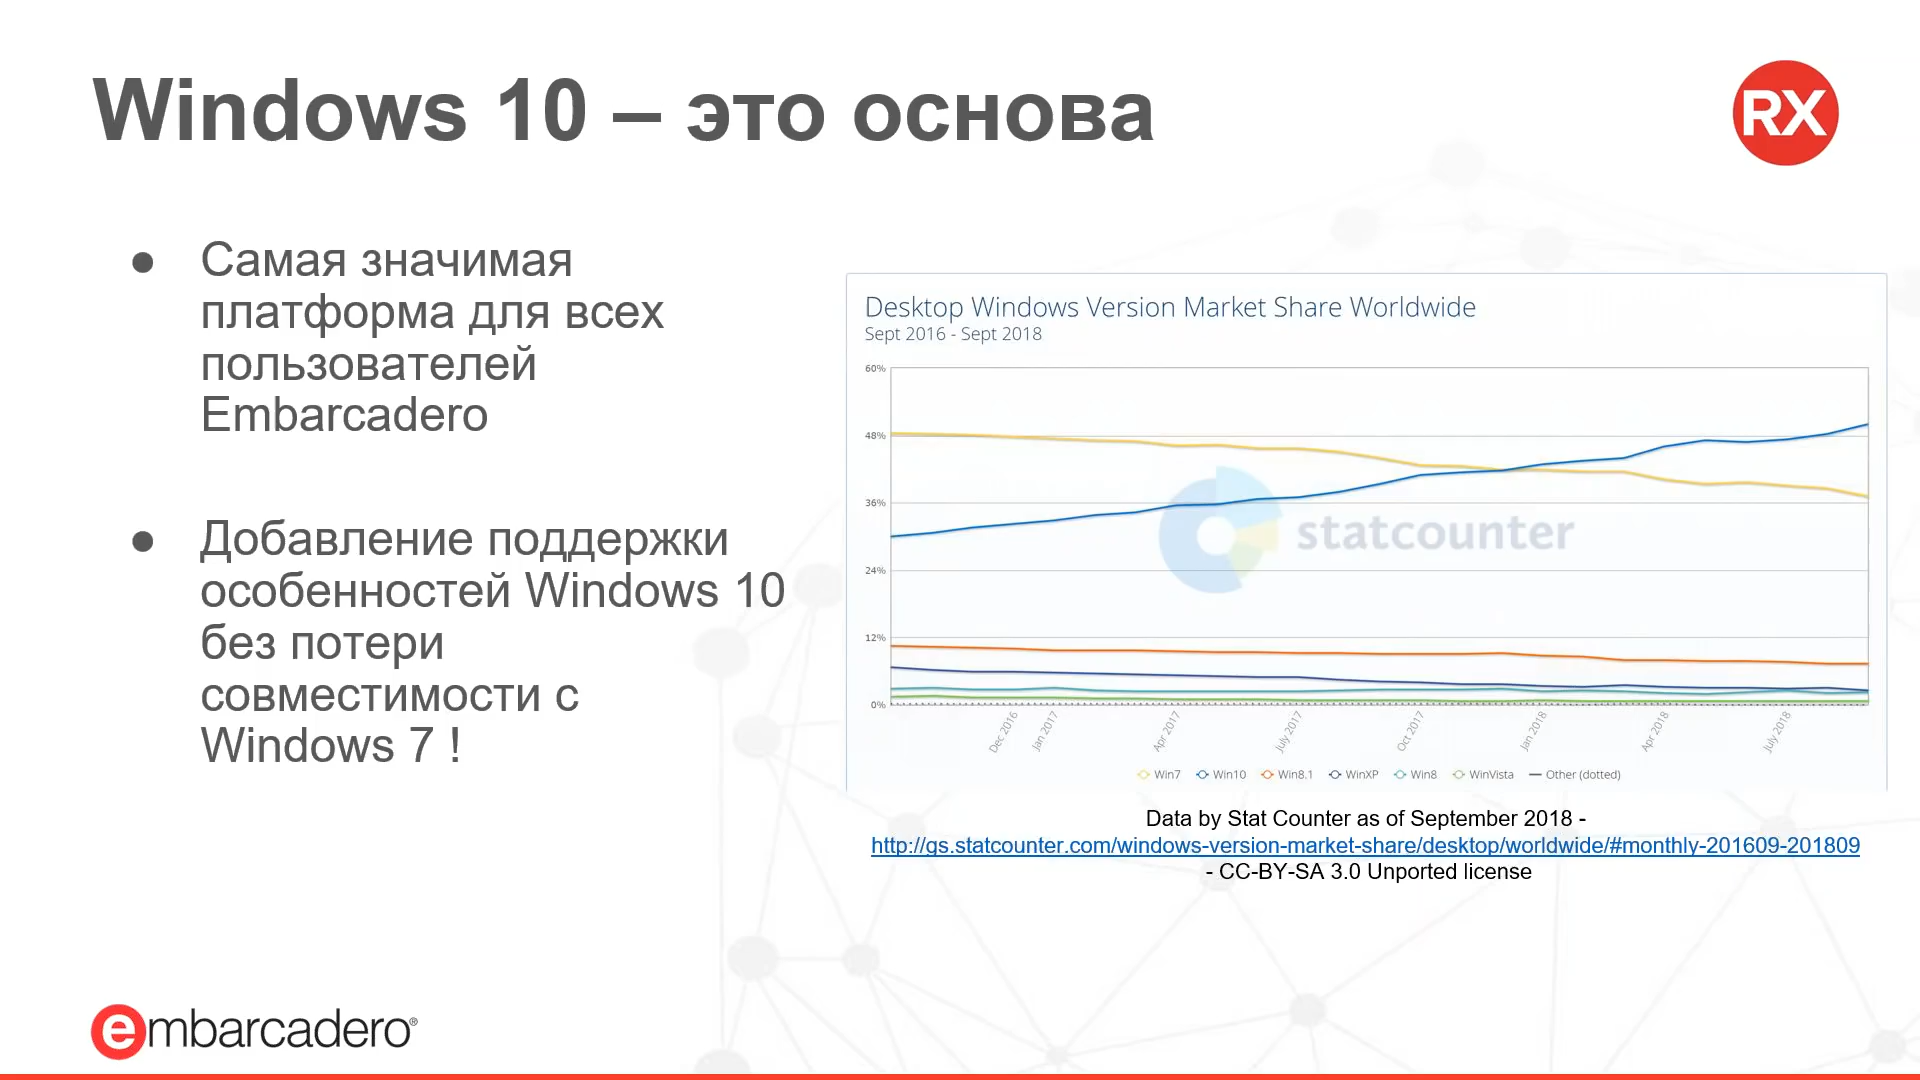 Windows 10 – это основа
RX
● Самая значимая
платформа для всех
пользователей
Embarcadero
● Добавление поддержки
особенностей Windows 10
без потери
совместимости с
Windows 7 !
Desktop Windows Version Market Share Worldwide
Sept 2016 - Sept 2018
60%
48%
36%
24%
12%
0%
statcounter
Dec 2016 Jan 2017 Apr 2017 July 2017 Oct 2017 Jan 2018 Apr 2018 July 2018
Win7 Win10 Win8.1 WinXP Win8 WinVista Other (dotted)
Data by Stat Counter as of September 2018 -
http://gs.statcounter.com/windows-version-market-share/desktop/worldwide/#monthly-201609-201809
- CC-BY-SA 3.0 Unported license
embarcadero®